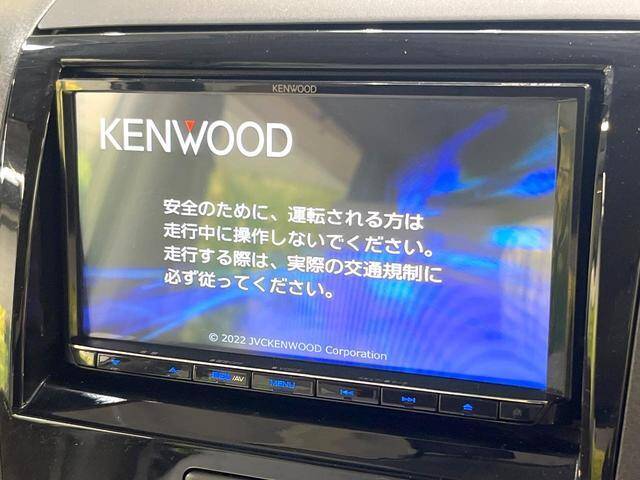 KENWOOD
KENWOOD
安全のために、運転される方は
走行中に操作しないでください。
走行する際は、実際の交通規制に
必ず従ってください。
© 2022 JVCKENWOOD Corporation
/AV
MENU